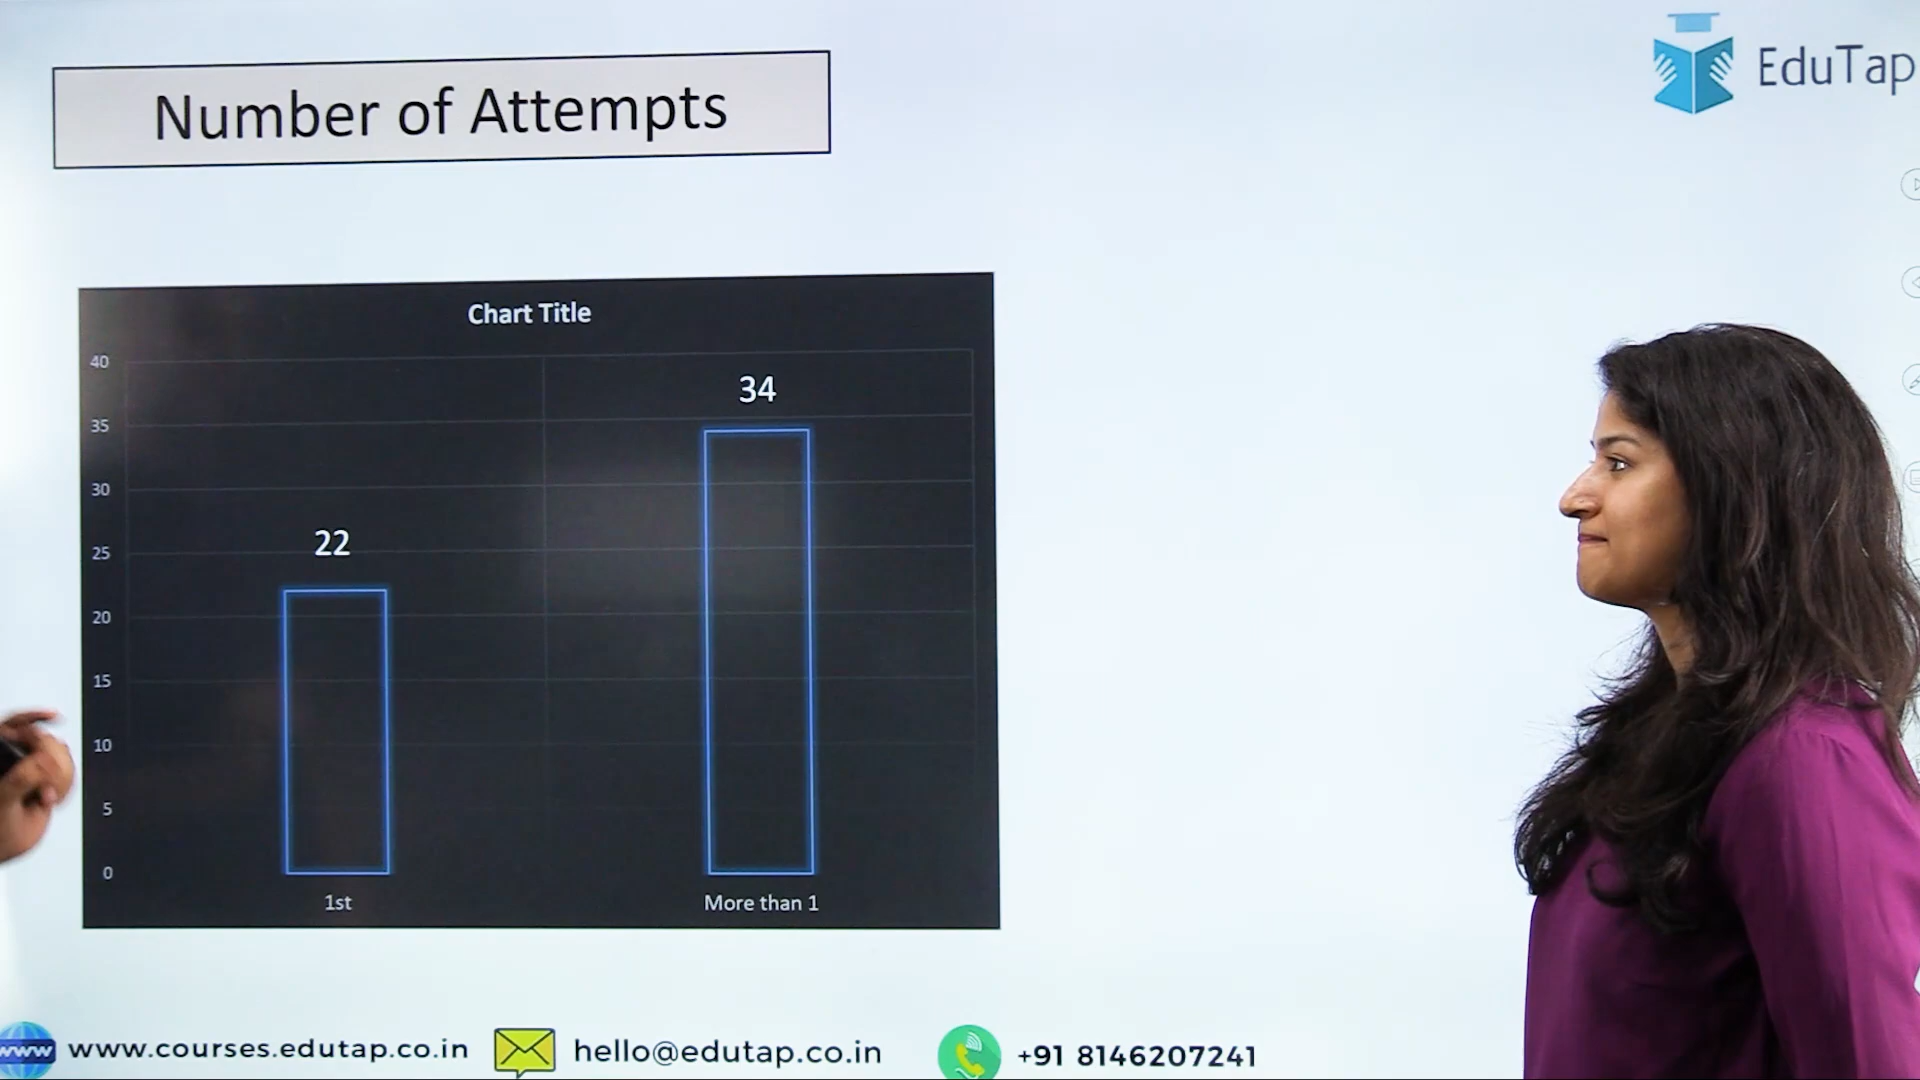 Number of Attempts
EduTap
Chart Title
40
35
30
25
20
15
10
5
0
22
34
1st
More than 1
www
www.courses.edutap.co.in
hello@edutap.co.in
+91 8146207241